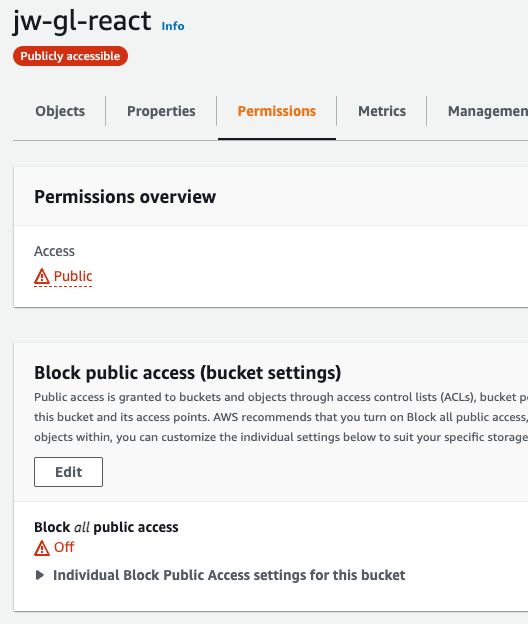 jw-gl-react Info
Publicly accessible
Objects Properties Permissions Metrics Managemen
Permissions overview
Access
Public
Block public access (bucket settings)
Public access is granted to buckets and objects through access control lists (ACLs), bucket p
this bucket and its access points. AWS recommends that you turn on Block all public access,
objects within, you can customize the individual settings below to suit your specific storage
Edit
Block all public access
Off
Individual Block Public Access settings for this bucket